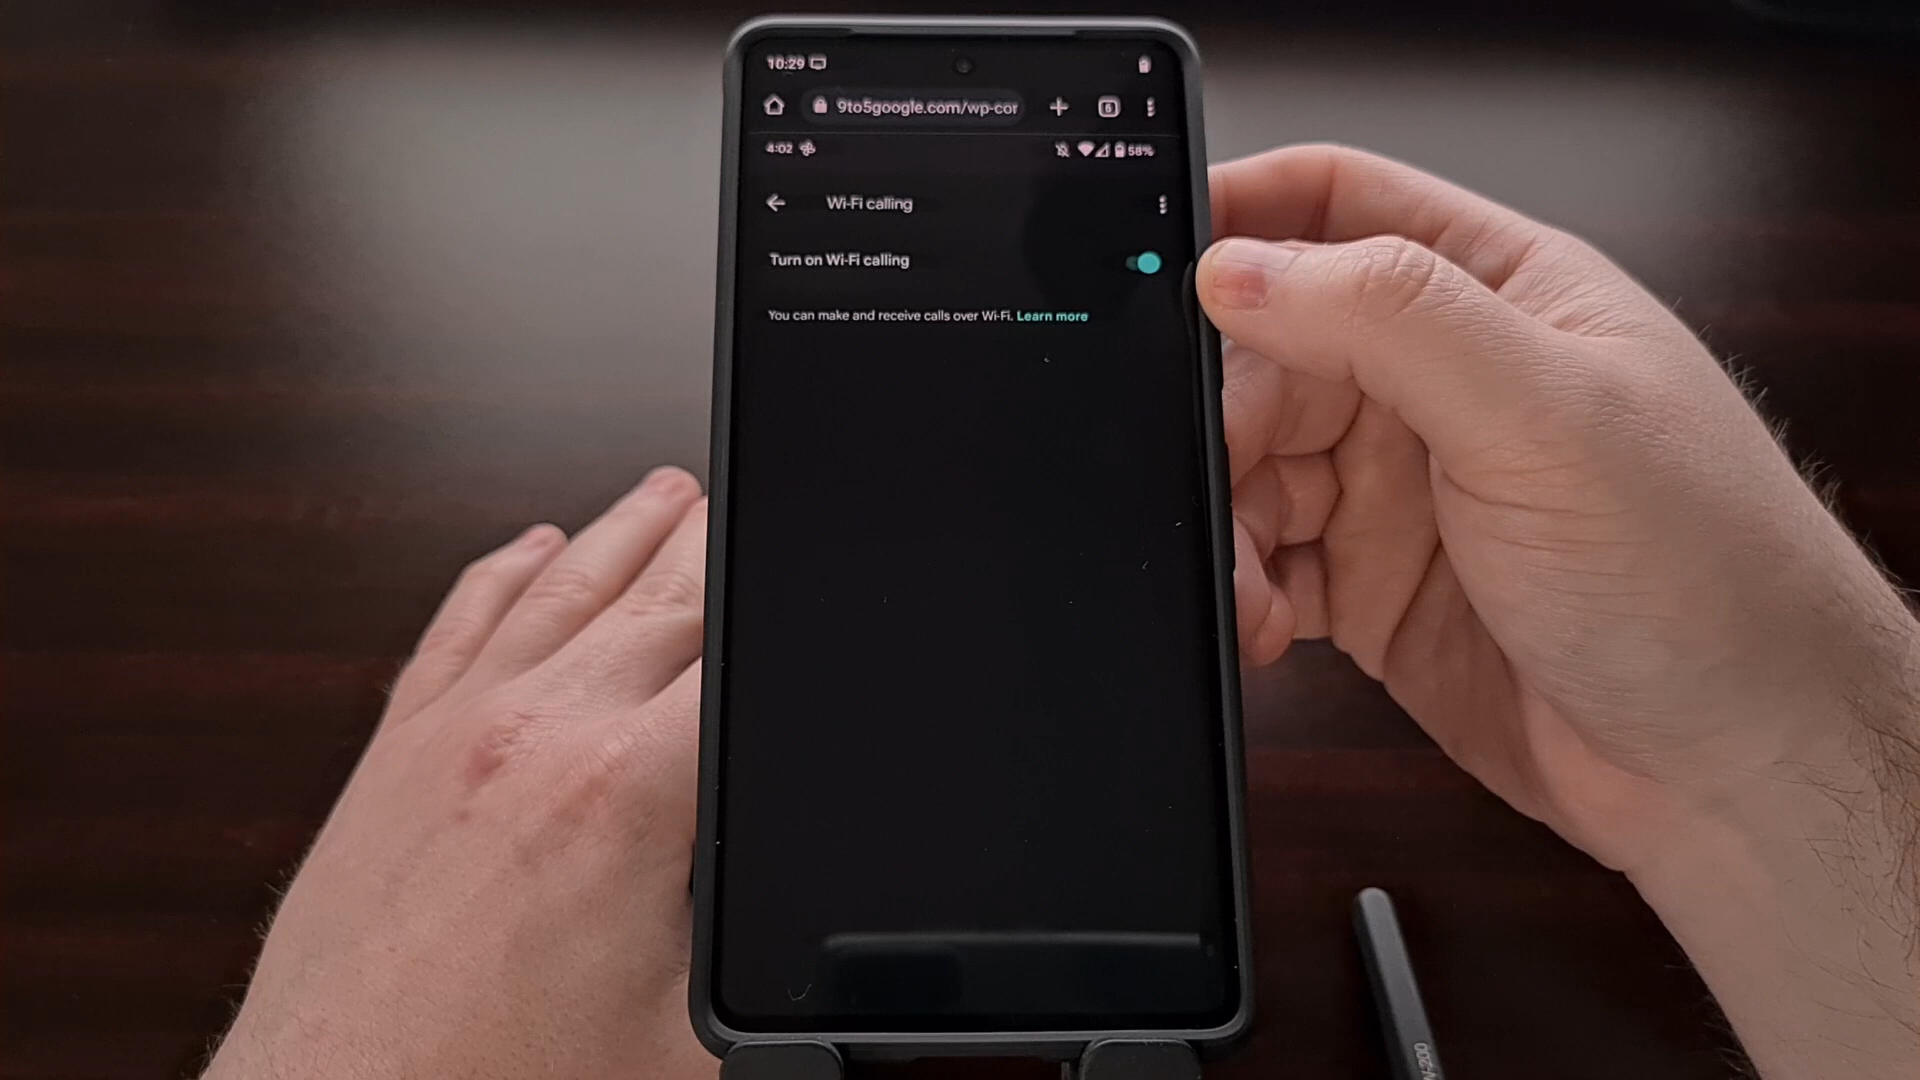 10:29
9to5google.com/wp-cor
6
4:02 58%
Wi-Fi calling
Turn on Wi-Fi calling
You can make and receive calls over Wi-Fi. Learn more